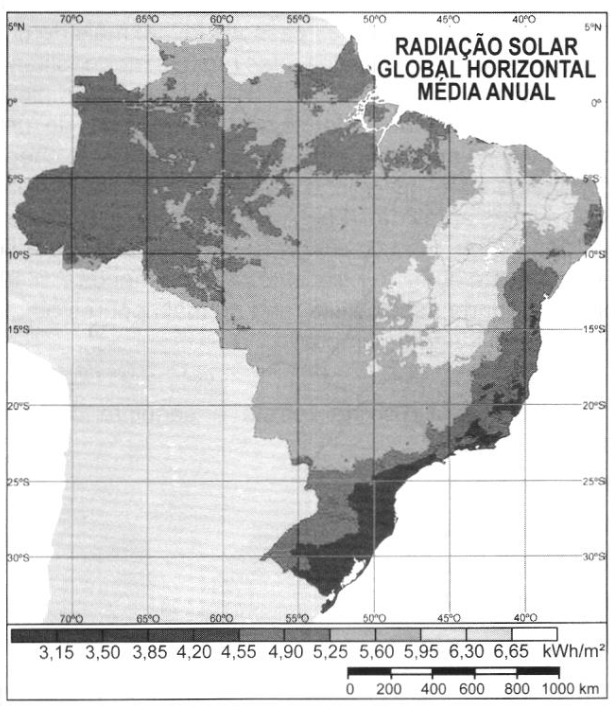 70°O 65°O 60°O 55°O 50°O 45°O 40°O
5°N 5°N
RADIAÇÃO SOLAR
GLOBAL HORIZONTAL
MÉDIA ANUAL
0° 0°
5°S 5°S
10°S 10°S
15°S 15°S
20°S 20°S
25°S 25°S
30°S 30°S
70°O 65°O 60°O 55°O 50°O 45°O 40°O
3,15 3,50 3,85 4,20 4,55 4,90 5,25 5,60 5,95 6,30 6,65 kWh/m²
0 200 400 600 800 1000 km